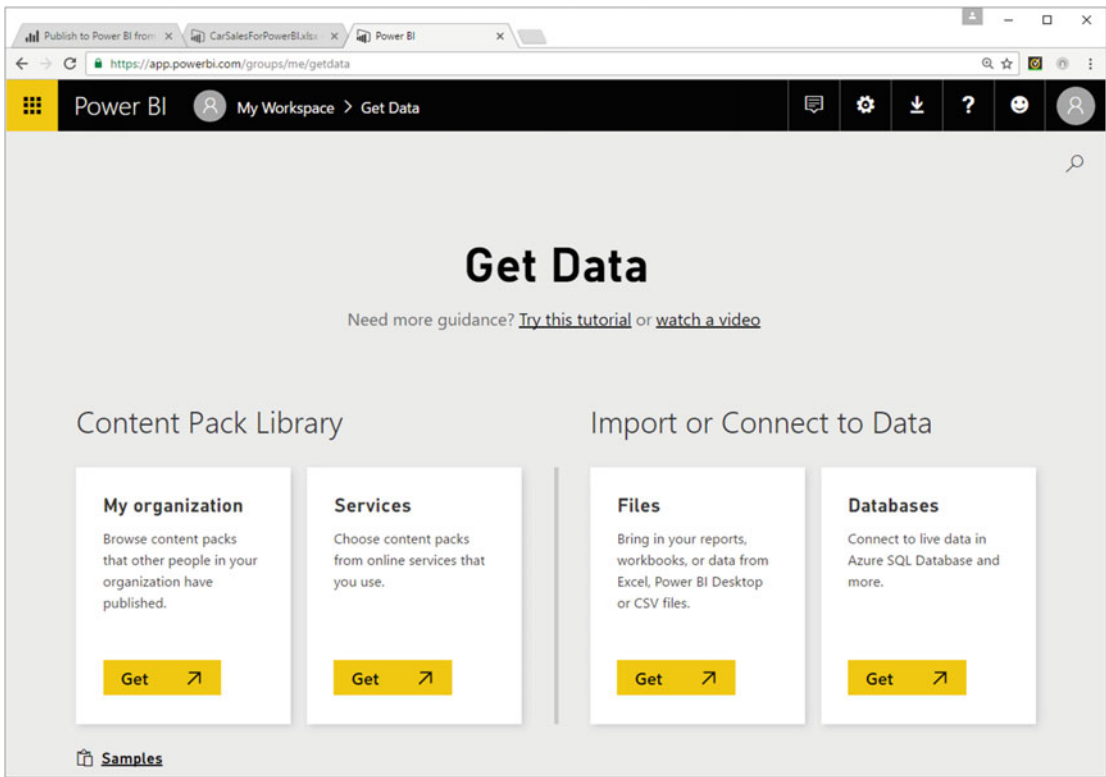 Publish to Power BI from
CarSalesForPowerBI.xlsx
Power BI
https://app.powerbi.com/groups/me/getdata
Power BI
My Workspace > Get Data
?
Get Data
Need more guidance? Try this tutorial or watch a video
Content Pack Library
Import or Connect to Data
My organization
Browse content packs
that other people in your
organization have
published.
Get
Services
Choose content packs
from online services that
you use.
Get
Files
Bring in your reports,
workbooks, or data from
Excel, Power BI Desktop
or CSV files.
Get
Databases
Connect to live data in
Azure SQL Database and
more.
Get
Samples